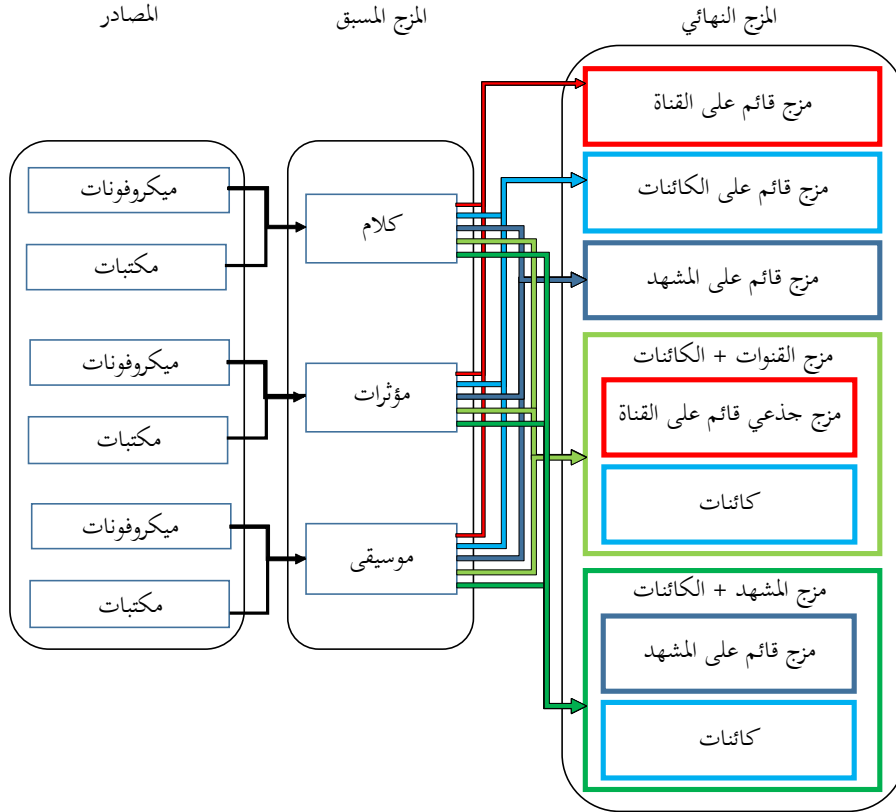 المصادر
المزج المسبق
المزج النهائي
ميكروفونات
مكتبات
ميكروفونات
مكتبات
ميكروفونات
مكتبات
كلام
مؤثرات
موسيقى
مزج قائم على القناة
مزج قائم على الكائنات
مزج قائم على المشهد
مزج القنوات + الكائنات
مزج جذعي قائم على القناة
كائنات
مزج المشهد + الكائنات
مزج قائم على المشهد
كائنات